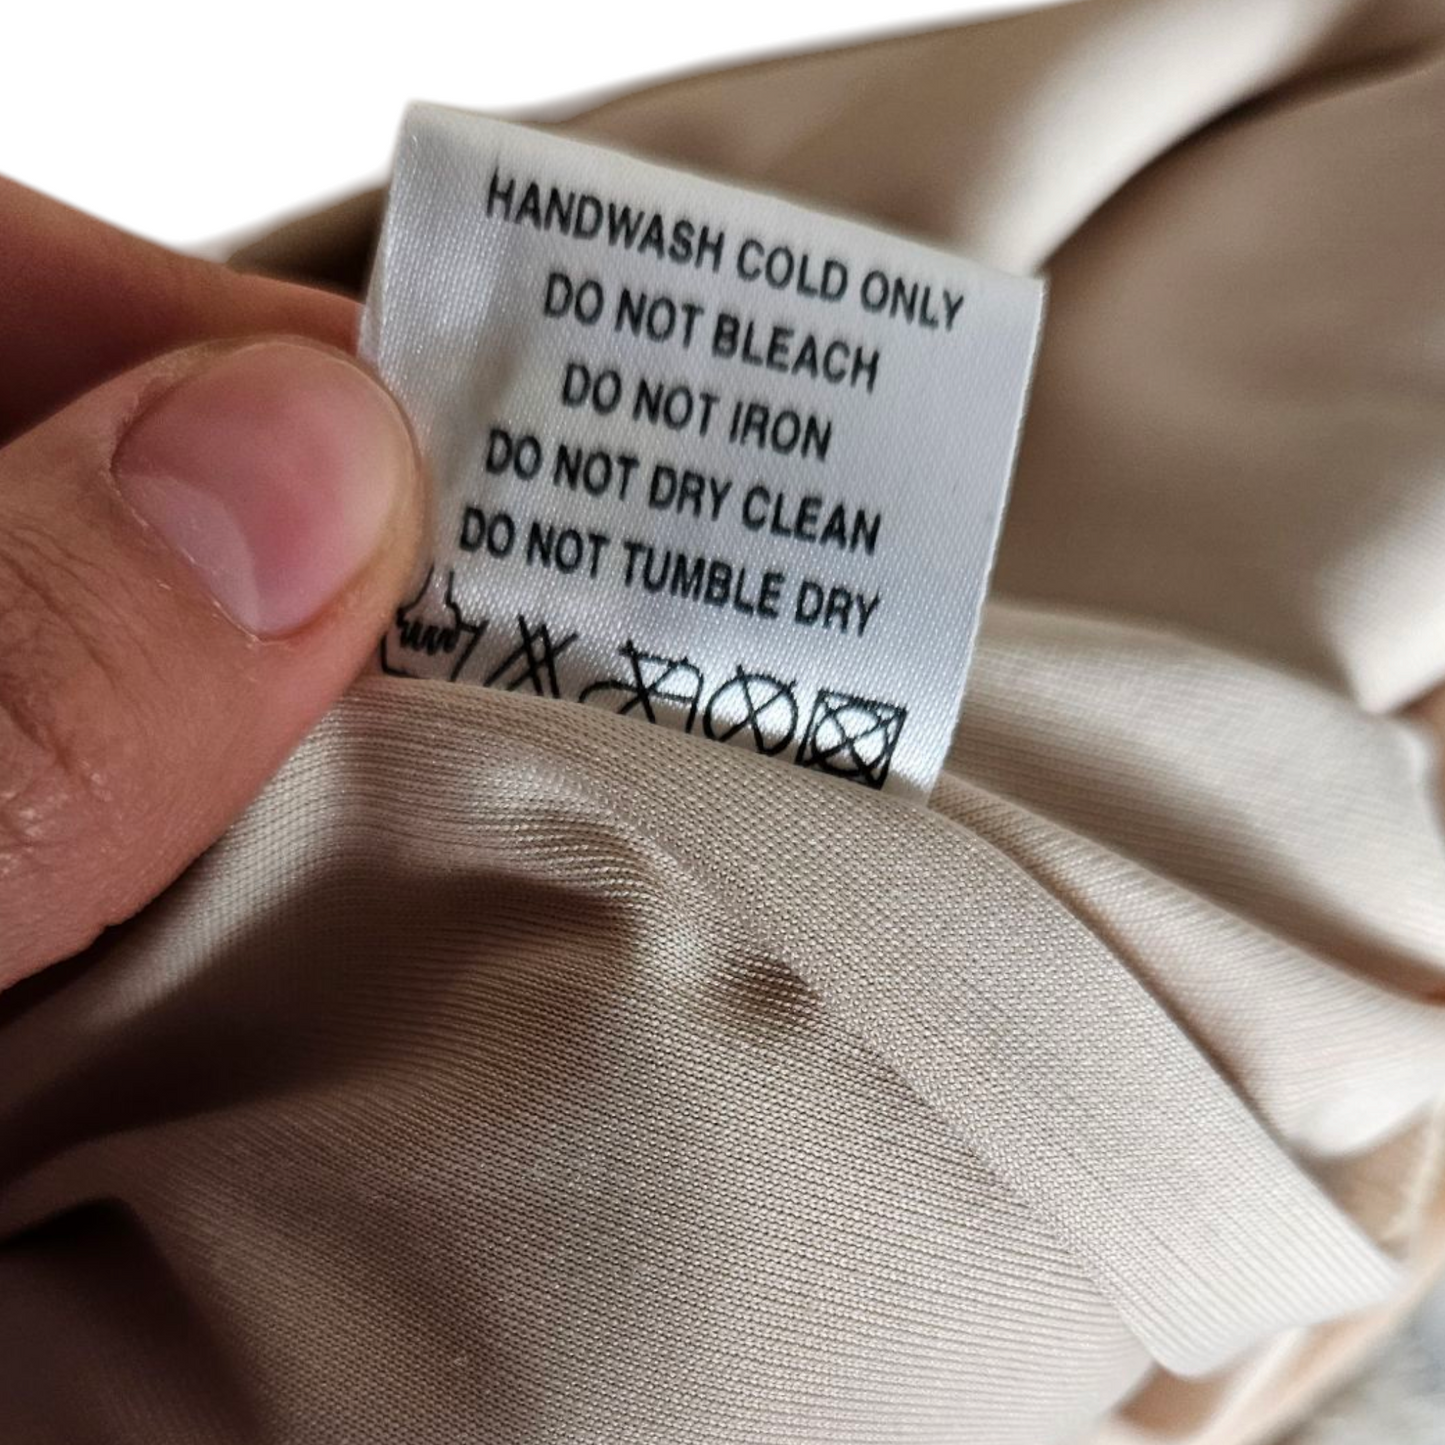 HANDWASH COLD ONLY
DO NOT BLEACH
DO NOT IRON
DO NOT DRY CLEAN
DO NOT TUMBLE DRY